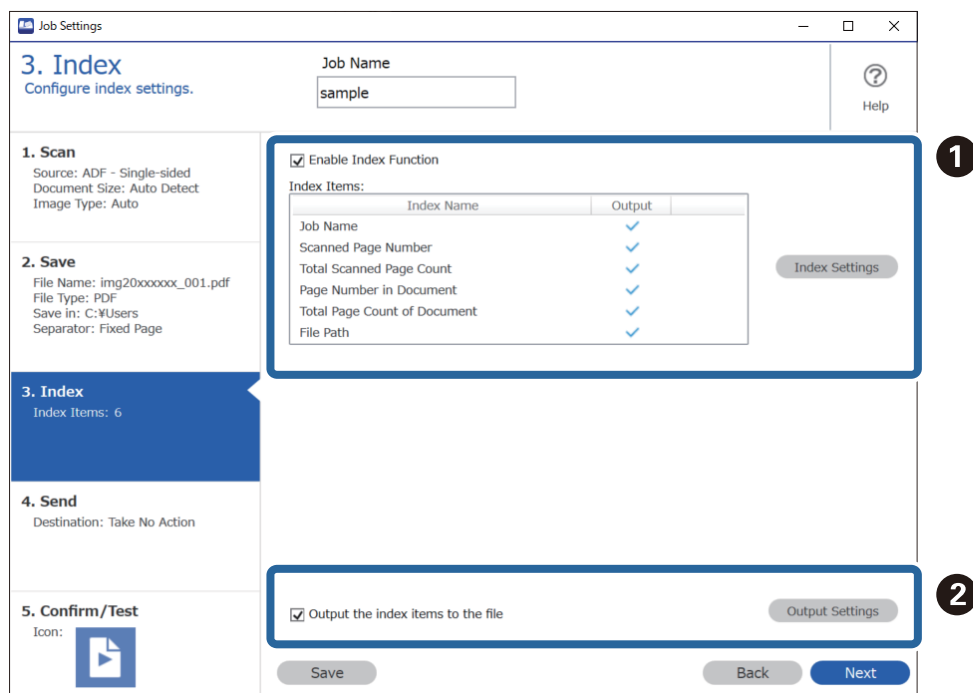 Job Settings
3. Index
Configure index settings.
Job Name
sample
Help
1. Scan
Source: ADF - Single-sided
Document Size: Auto Detect
Image Type: Auto
2. Save
File Name: img20xxxxxx_001.pdf
File Type: PDF
Save in: C:¥Users
Separator: Fixed Page
3. Index
Index Items: 6
4. Send
Destination: Take No Action
5. Confirm/Test
Icon:
1
Enable Index Function
Index Items:
Index Name Output
Job Name
Scanned Page Number
Total Scanned Page Count
Page Number in Document
Total Page Count of Document
File Path
Index Settings
2
Output the index items to the file
Output Settings
Save
Back
Next